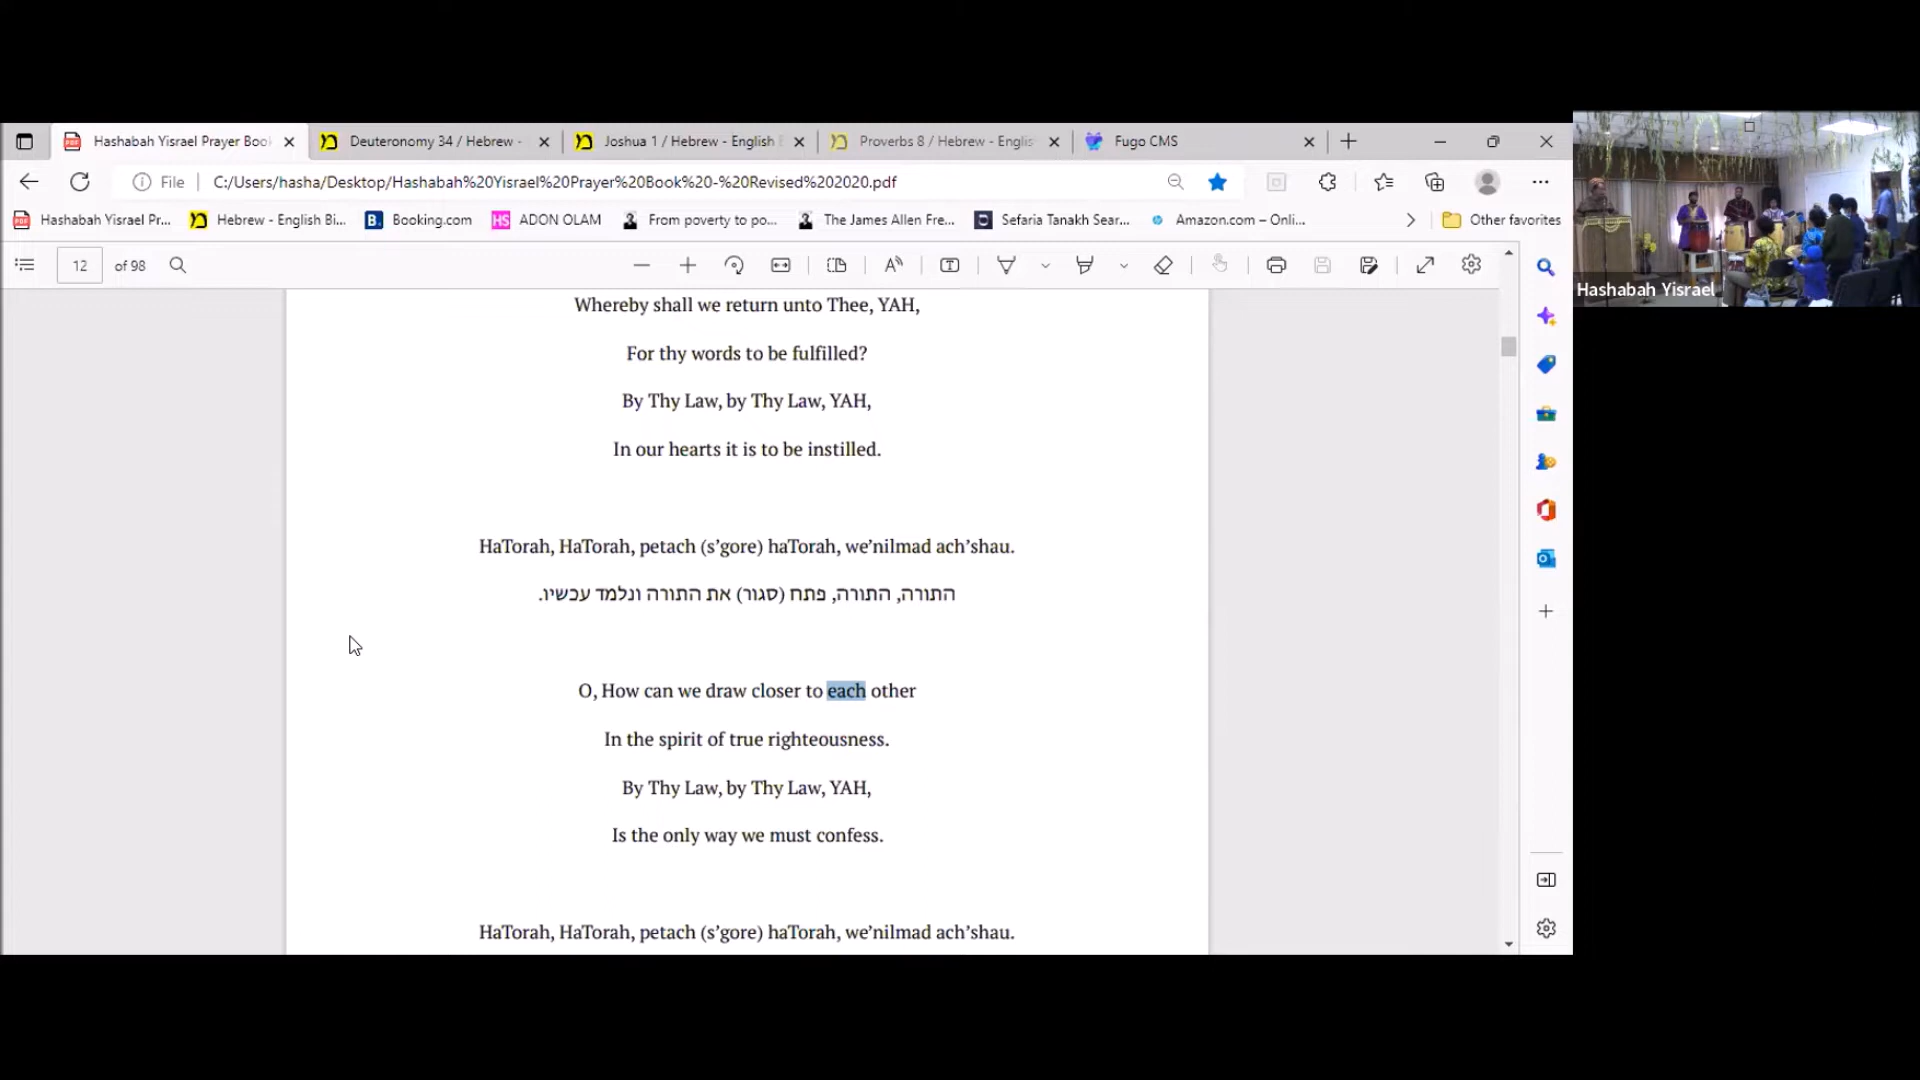 Hashabah Yisrael Prayer Boo
Deuteronomy 34 / Hebrew -
Joshua 1 / Hebrew - English
Proverbs 8 / Hebrew - Englis
Fugo CMS
File
C:/Users/hasha/Desktop/Hashabah%20Yisrael%20Prayer%20Book%20-%20Revised%202020.pdf
Hashabah Yisrael Pr...
Hebrew - English Bi...
Booking.com
ADON OLAM
From poverty to po...
The James Allen Fre...
Sefaria Tanakh Sear...
Amazon.com – Onli...
Other favorites
12 of 98
Whereby shall we return unto Thee, YAH,
For thy words to be fulfilled?
By Thy Law, by Thy Law, YAH,
In our hearts it is to be instilled.
HaTorah, HaTorah, petach (s’gore) haTorah, we’nilmad ach’shau.
התורה, התורה, פתח (סגור) את התורה ונלמד עכשיו.
O, How can we draw closer to each other
In the spirit of true righteousness.
By Thy Law, by Thy Law, YAH,
Is the only way we must confess.
HaTorah, HaTorah, petach (s’gore) haTorah, we’nilmad ach’shau.
Hashabah Yisrael